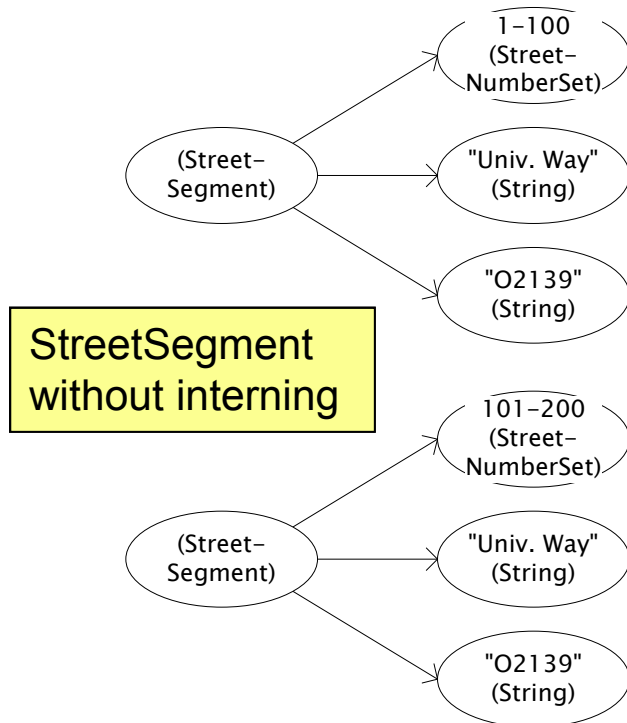 1–100
(Street–
NumberSet)
(Street–
Segment)
"Univ. Way"
(String)
"O2139"
(String)
StreetSegment
without interning
101–200
(Street–
NumberSet)
(Street–
Segment)
"Univ. Way"
(String)
"O2139"
(String)